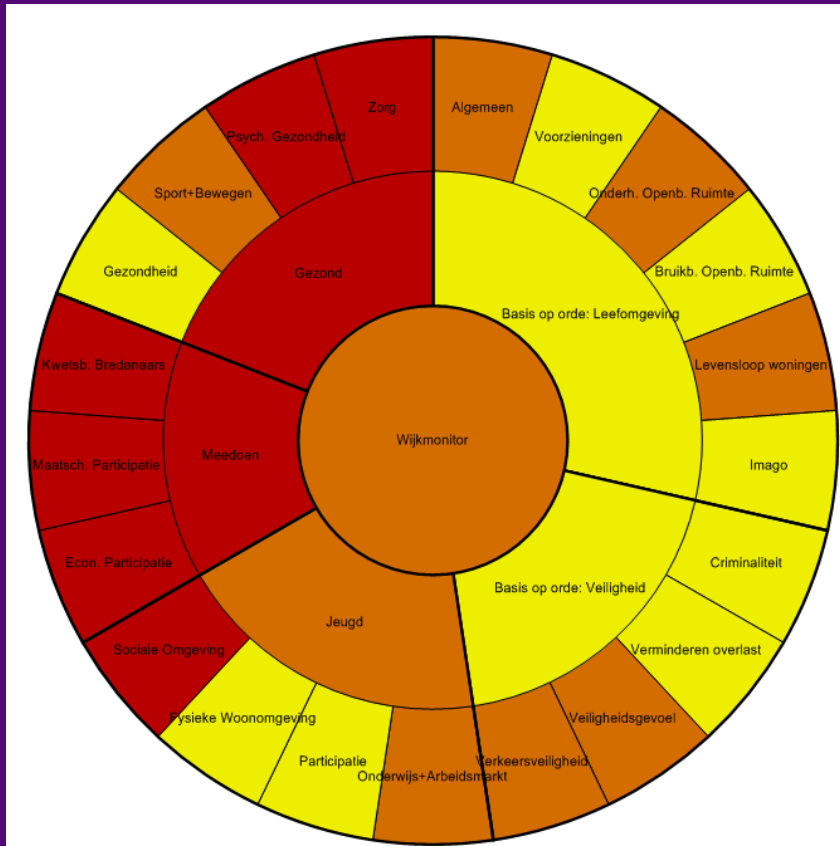 Zorg
Algemeen
Psych. Gazondheid
Voorzieningen
Sport+Bewegen
Onderh. Openb. Ruimte
Gezondheid
Gezond
Bruikb. Openb. Ruimte
Basis op orde: Leefomgeving
Kwetsb. Bredanaars
Levensloop woningen
Wijkmonitor
Maatsch. Participatie
Meedoen
Imago
Econ. Participatie
Criminaliteit
Basis op orde: Veiligheid
Jeugd
Sociale Omgeving
Verminderen overlast
Fysieke Woonomgeving
Veiligheidsgevoel
Participatie
Verkeersveiligheid
Onderwijs+Arbeidsmarkt